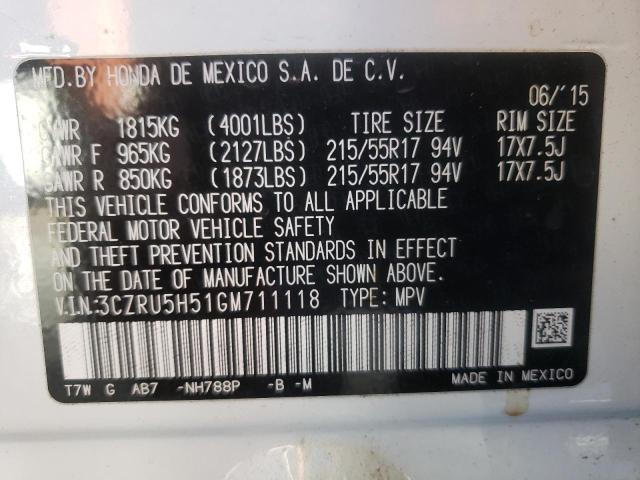 MFD. BY HONDA DE MEXICO S.A. DE C.V.
06/'15
GVWR 1815KG (4001LBS) TIRE SIZE RIM SIZE
GAWR F 965KG (2127LBS) 215/55R17 94V 17X7.5J
GAWR R 850KG (1873LBS) 215/55R17 94V 17X7.5J
THIS VEHICLE CONFORMS TO ALL APPLICABLE
FEDERAL MOTOR VEHICLE SAFETY
AND THEFT PREVENTION STANDARDS IN EFFECT
ON THE DATE OF MANUFACTURE SHOWN ABOVE.
V.I.N:3CZRU5H51GM711118 TYPE: MPV
T7W G AB7 -NH788P -B -M
MADE IN MEXICO